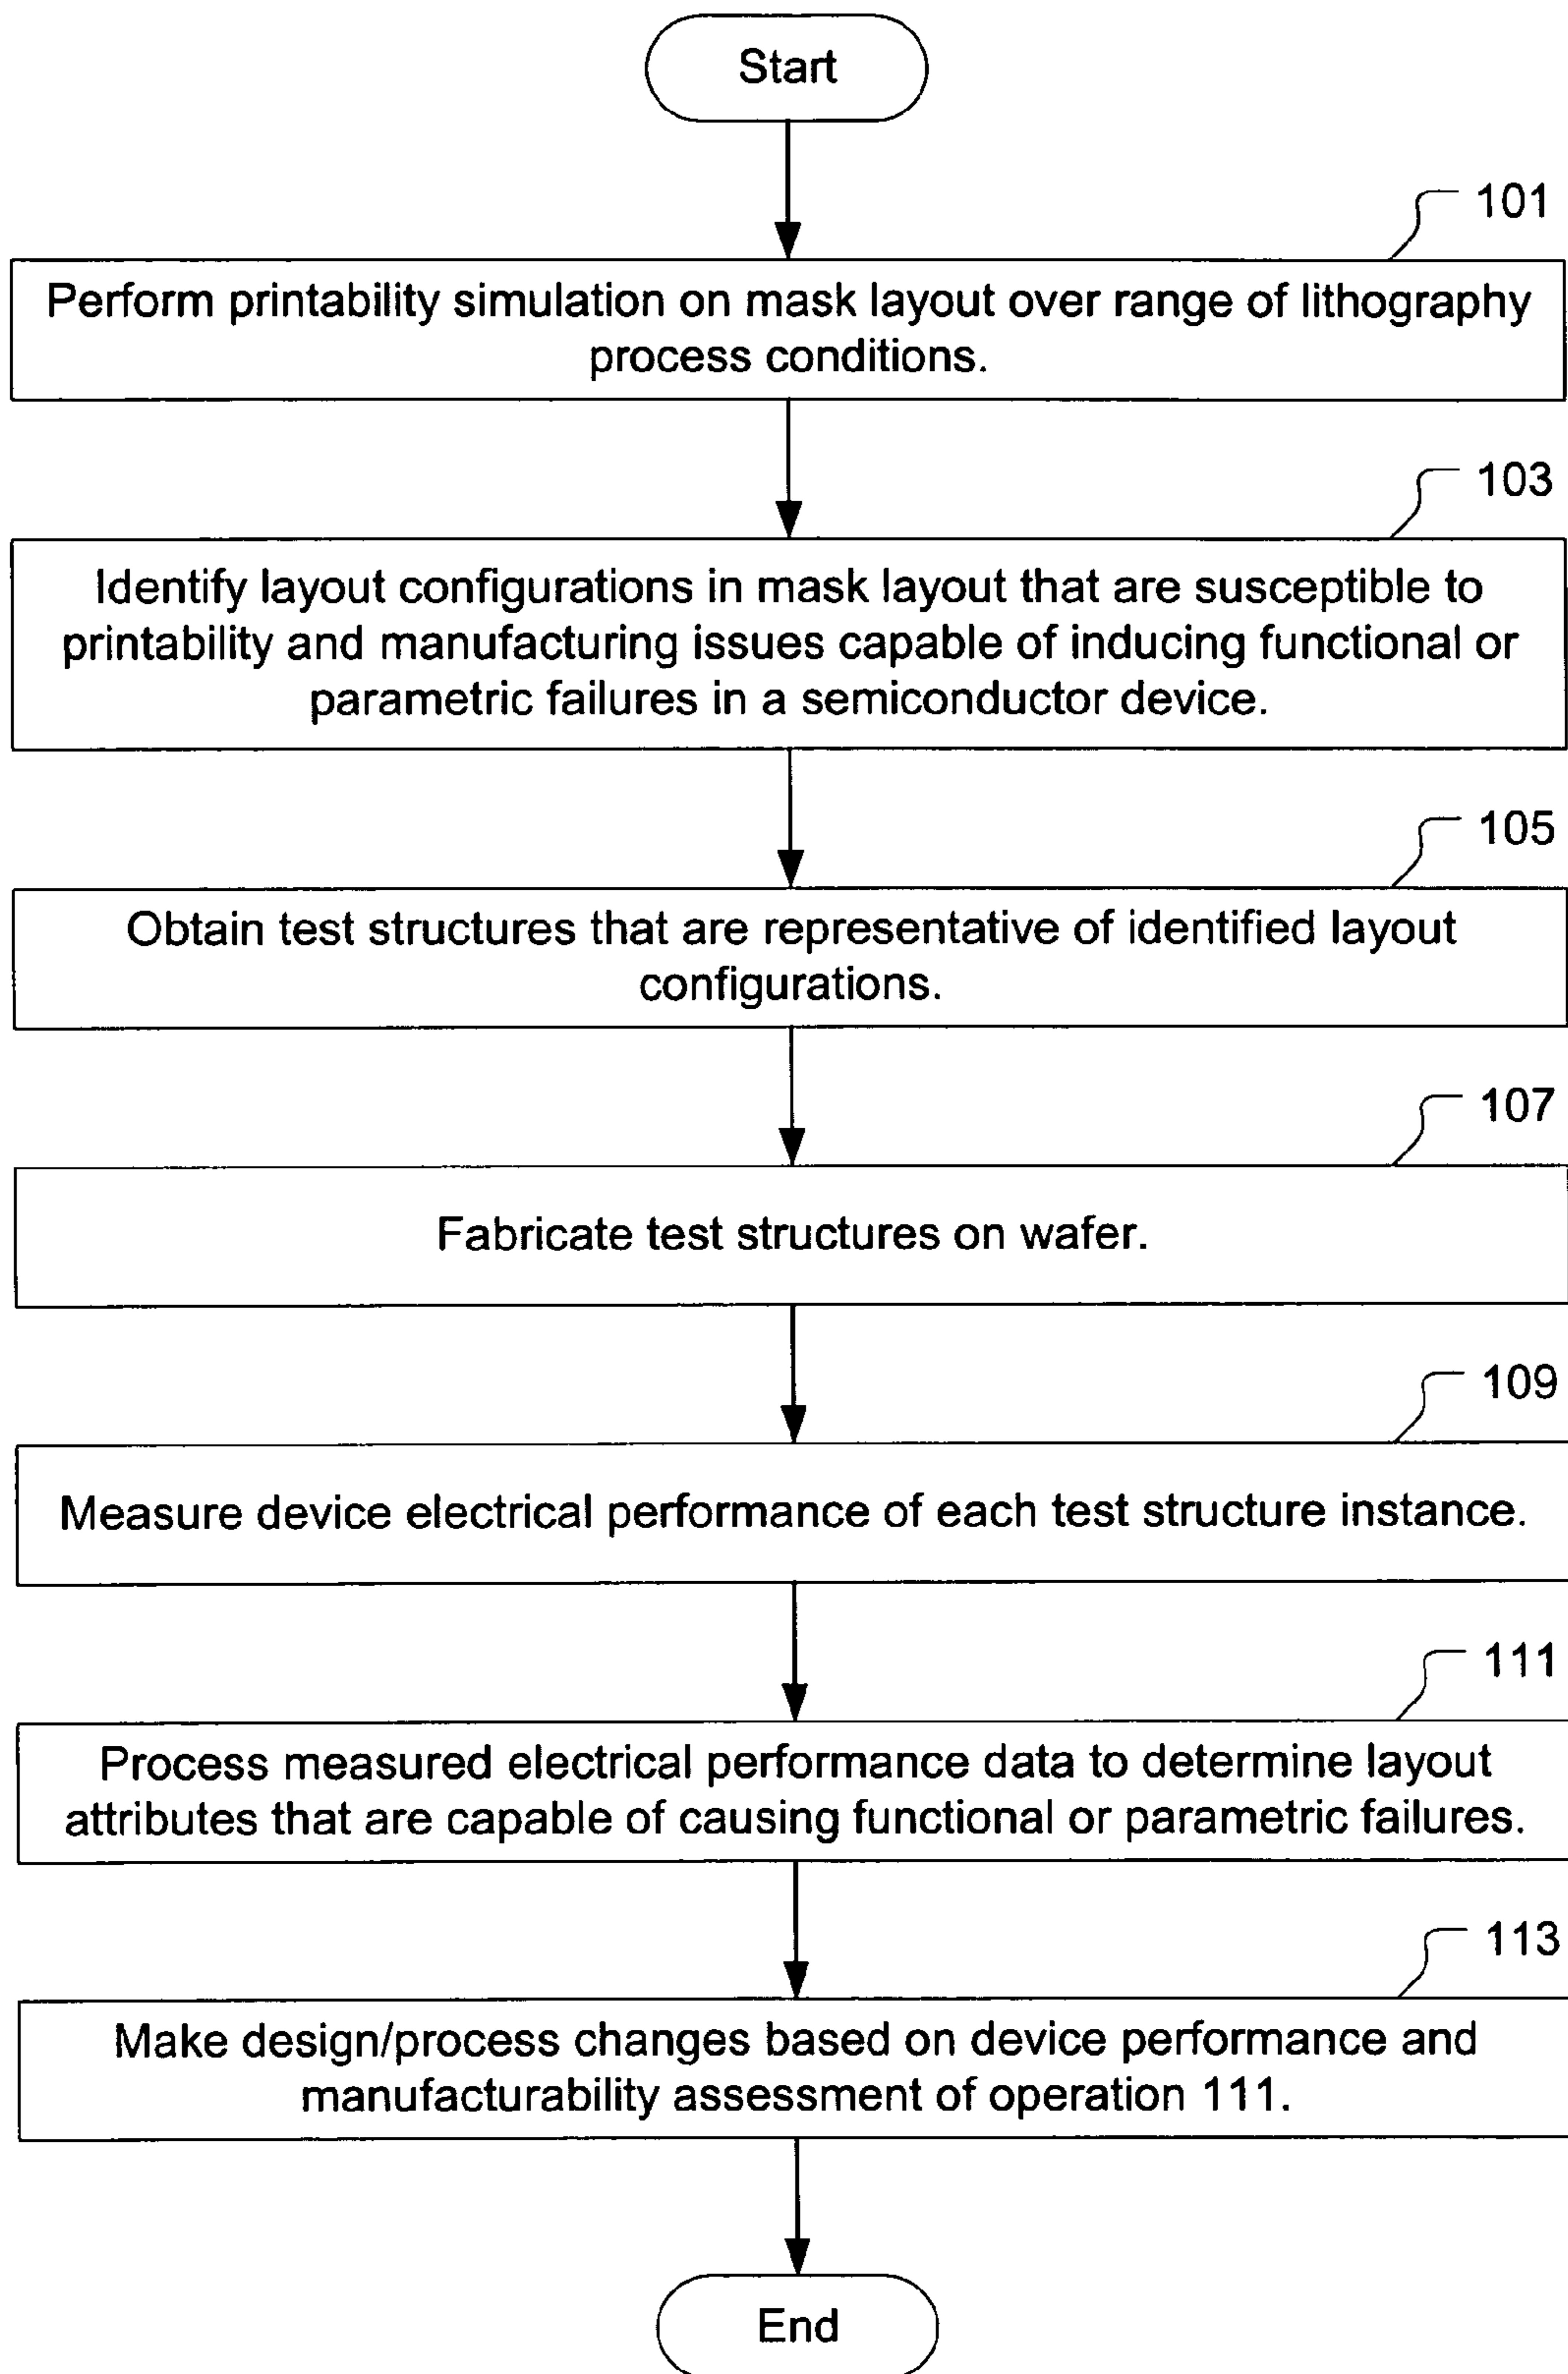 Start
101
Perform printability simulation on mask layout over range of lithography
process conditions.
103
Identify layout configurations in mask layout that are susceptible to
printability and manufacturing issues capable of inducing functional or
parametric failures in a semiconductor device.
105
Obtain test structures that are representative of identified layout
configurations.
107
Fabricate test structures on wafer.
109
Measure device electrical performance of each test structure instance.
111
Process measured electrical performance data to determine layout
attributes that are capable of causing functional or parametric failures.
113
Make design/process changes based on device performance and
manufacturability assessment of operation 111.
End